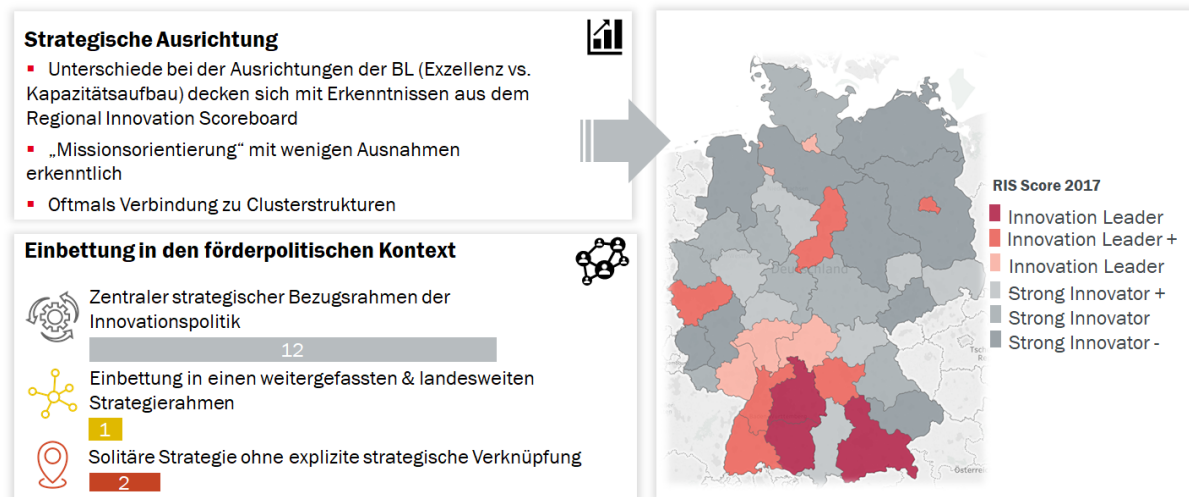 Strategische Ausrichtung
▪ Unterschiede bei der Ausrichtungen der BL (Exzellenz vs.
Kapazitätsaufbau) decken sich mit Erkenntnissen aus dem
Regional Innovation Scoreboard
▪ „Missionsorientierung“ mit wenigen Ausnahmen
erkenntlich
▪ Oftmals Verbindung zu Clusterstrukturen
Einbettung in den förderpolitischen Kontext
Zentraler strategischer Bezugsrahmen der
Innovationspolitik
12
Einbettung in einen weitergefassten & landesweiten
Strategierahmen
1
Solitäre Strategie ohne explizite strategische Verknüpfung
2
Deutschland
Österreich
RIS Score 2017
Innovation Leader
Innovation Leader +
Innovation Leader
Strong Innovator +
Strong Innovator
Strong Innovator -